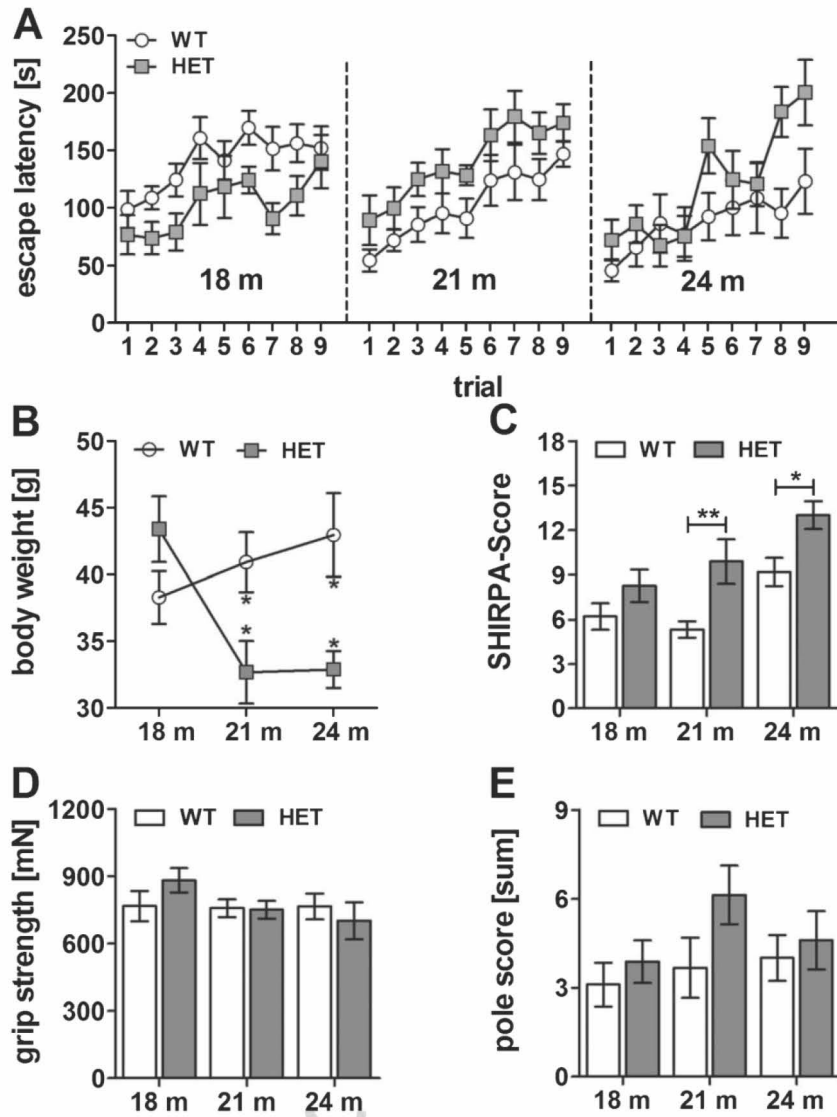 A
WT
HET
escape latency [s]
250
200
150
100
50
0
18 m
21 m
24 m
1 2 3 4 5 6 7 8 9 1 2 3 4 5 6 7 8 9 1 2 3 4 5 6 7 8 9
trial
B
WT HET
body weight [g]
50
45
40
35
30
*
*
*
*
18 m 21 m 24 m
C
WT HET
SHIRPA-Score
18
15
12
9
6
3
0
**
*
18 m 21 m 24 m
D
WT HET
grip strength [mN]
1200
900
600
300
0
18 m 21 m 24 m
E
WT HET
pole score [sum]
9
6
3
0
18 m 21 m 24 m